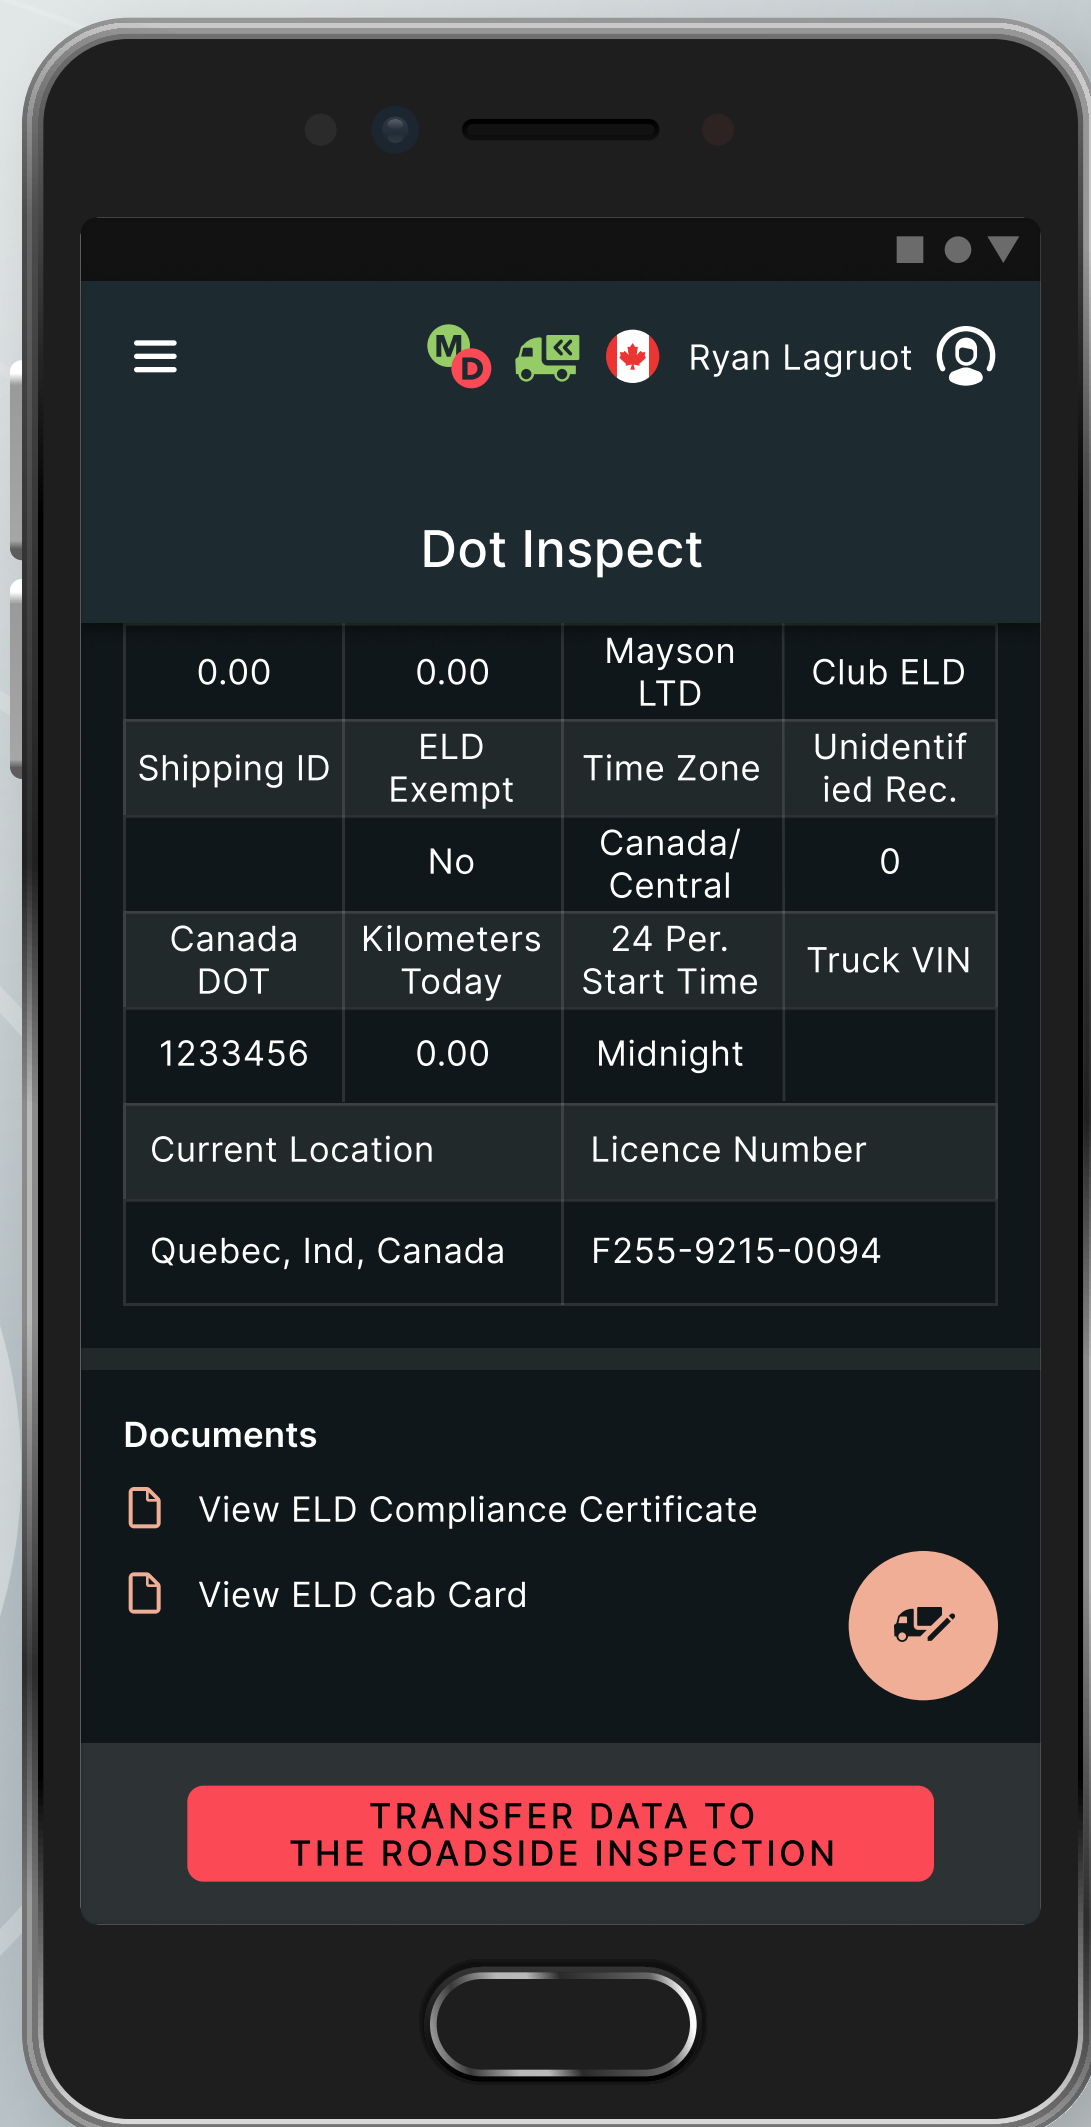 M
D
Ryan Lagruot
Dot Inspect
0.00
0.00
Mayson
LTD
Club ELD
Shipping ID
ELD
Exempt
Time Zone
Unidentif
ied Rec.
No
Canada/
Central
0
Canada
DOT
Kilometers
Today
24 Per.
Start Time
Truck VIN
1233456
0.00
Midnight
Current Location
Licence Number
Quebec, Ind, Canada
F255-9215-0094
Documents
View ELD Compliance Certificate
View ELD Cab Card
TRANSFER DATA TO
THE ROADSIDE INSPECTION